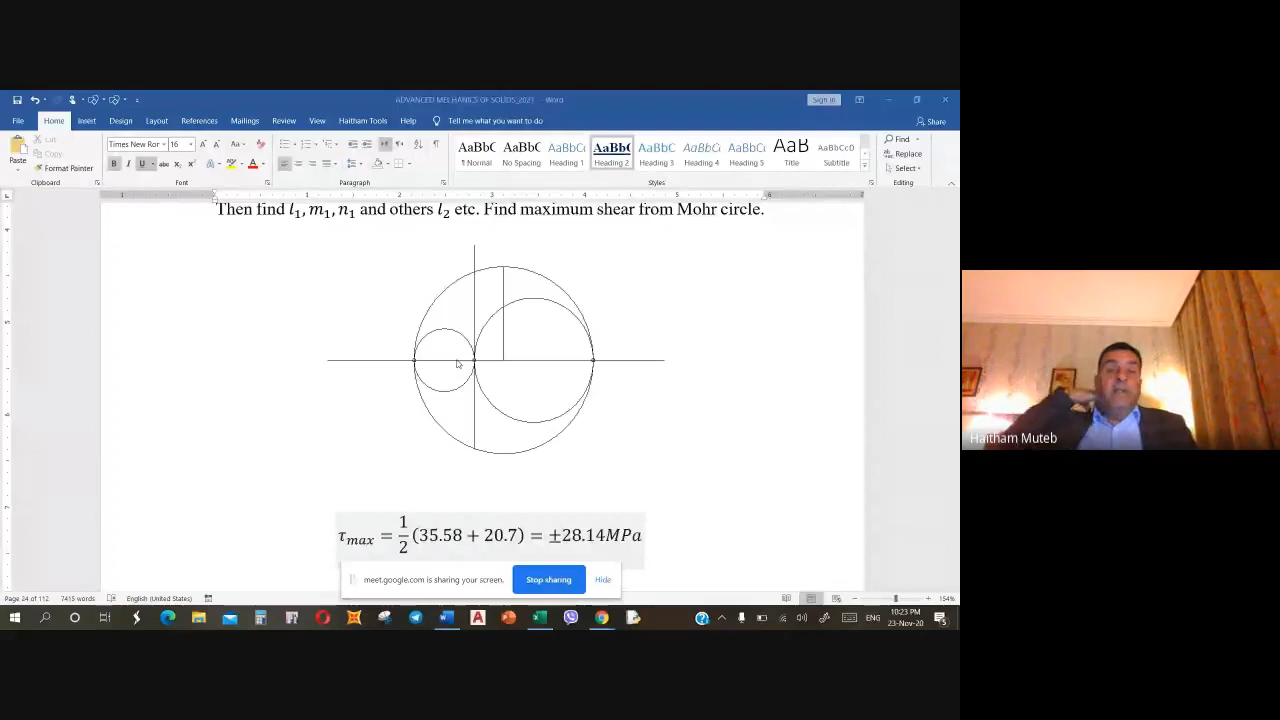 ADVANCED MELHANICS OF SOLIDS_2021 - Word
Sign in
File Home Insert Design Layout References Mailings Review View Haitham Tools Help Tell me what you want to do
Share
Paste
Cut
Copy
Format Painter
Clipboard
Times New Ror 16
Font
Paragraph
AaBbC ¶ Normal
AaBbC No Spacing
AaBbC Heading 1
AaBbC Heading 2
AaBbC Heading 3
AaBbC Heading 4
AaBbC Heading 5
AaB Title
AaBbC Subtitle
Styles
Find
Replace
Select
Editing
Then find l₁, m₁, n₁ and others l₂ etc. Find maximum shear from Mohr circle.
τ_max = 1/2 (35.58 + 20.7) = ±28.14MPa
meet.google.com is sharing your screen.
Stop sharing
Hide
Haitham Muteb
Page 24 of 112 7415 words English (United States)
154%
ENG
10:23 PM
23-Nov-20